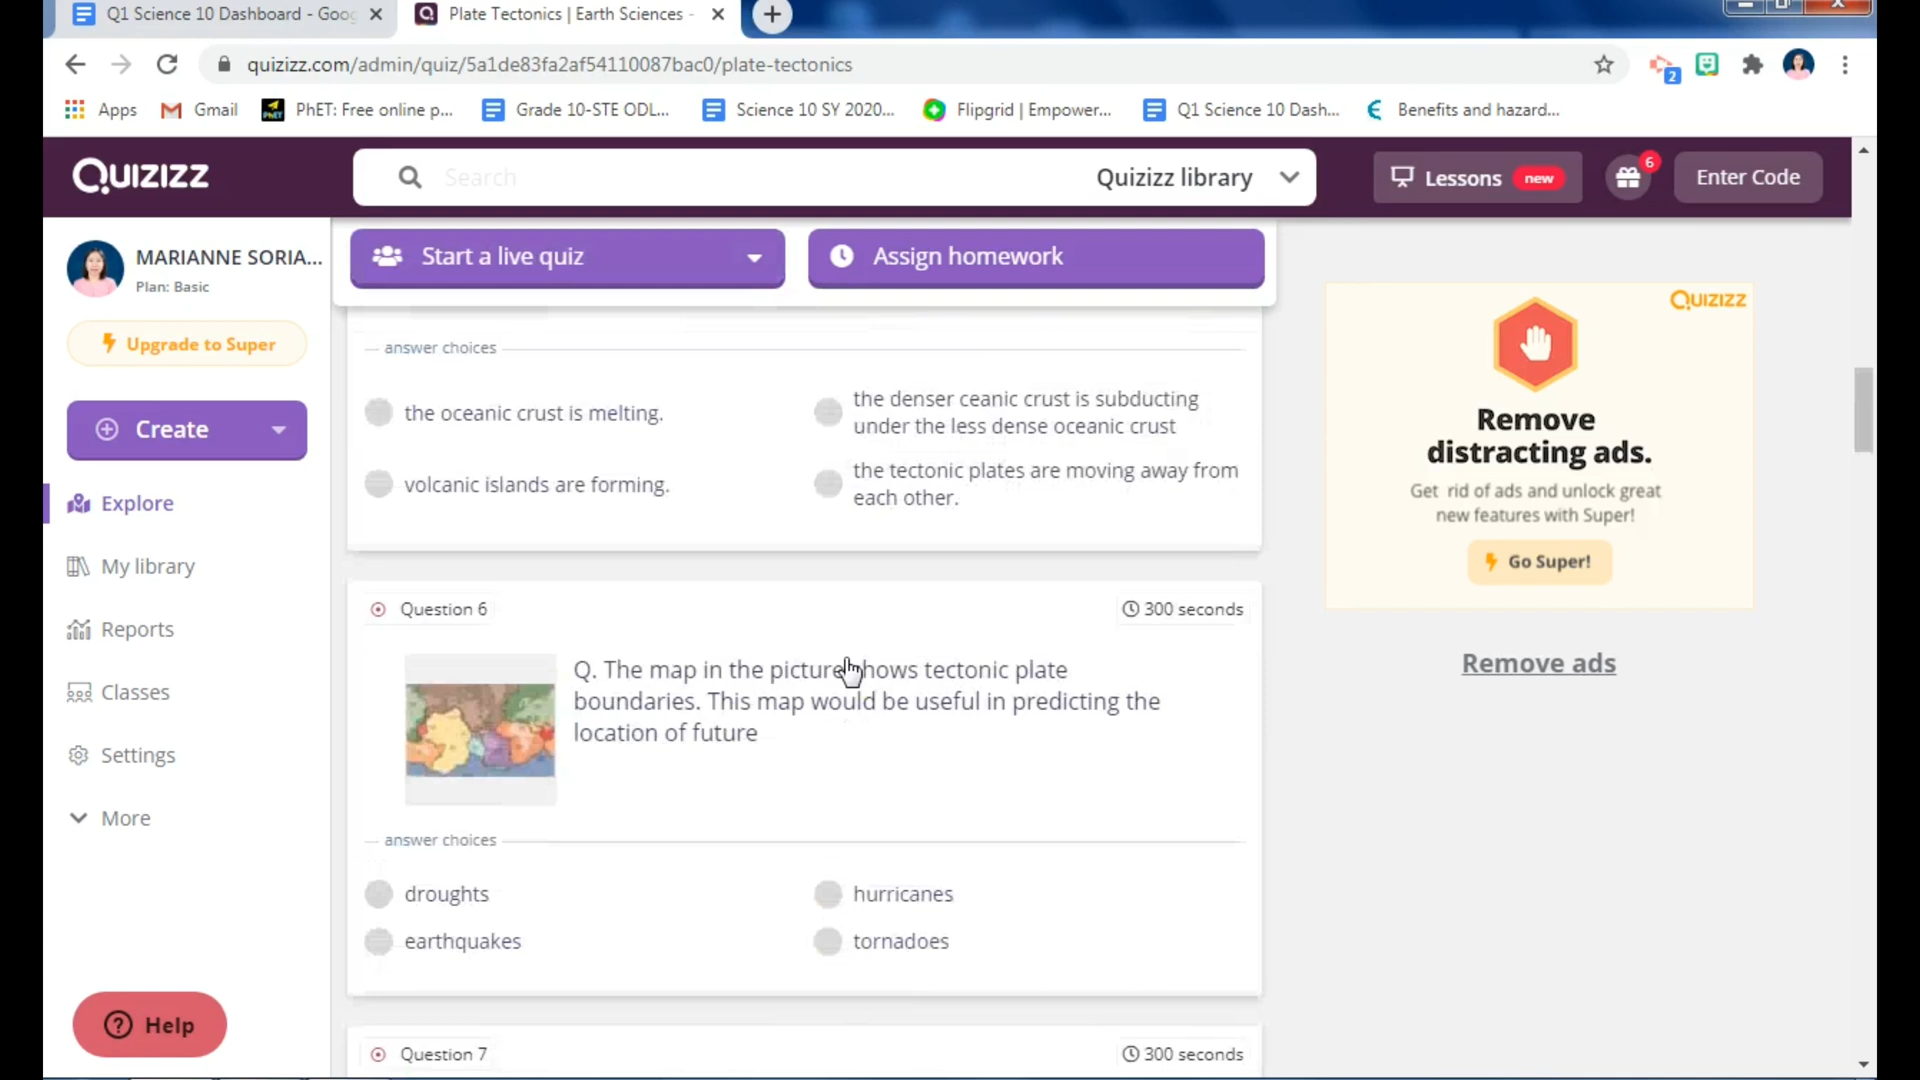 Q1 Science 10 Dashboard - Goog
Plate Tectonics | Earth Sciences -
quizizz.com/admin/quiz/5a1de83fa2af54110087bac0/plate-tectonics
2
Apps
Gmail
PhET: Free online p...
Grade 10-STE ODL...
Science 10 SY 2020...
Flipgrid | Empower...
Q1 Science 10 Dash...
Benefits and hazard...
QUIZIZZ
Search
Quizizz library
Lessons new
6
Enter Code
MARIANNE SORIA...
Plan: Basic
Upgrade to Super
Create
Explore
My library
Reports
Classes
Settings
More
Help
Start a live quiz
Assign homework
answer choices
the oceanic crust is melting.
the denser ceanic crust is subducting
under the less dense oceanic crust
volcanic islands are forming.
the tectonic plates are moving away from
each other.
Question 6
300 seconds
Q. The map in the picture shows tectonic plate
boundaries. This map would be useful in predicting the
location of future
answer choices
droughts
hurricanes
earthquakes
tornadoes
Question 7
300 seconds
QUIZIZZ
Remove
distracting ads.
Get rid of ads and unlock great
new features with Super!
Go Super!
Remove ads